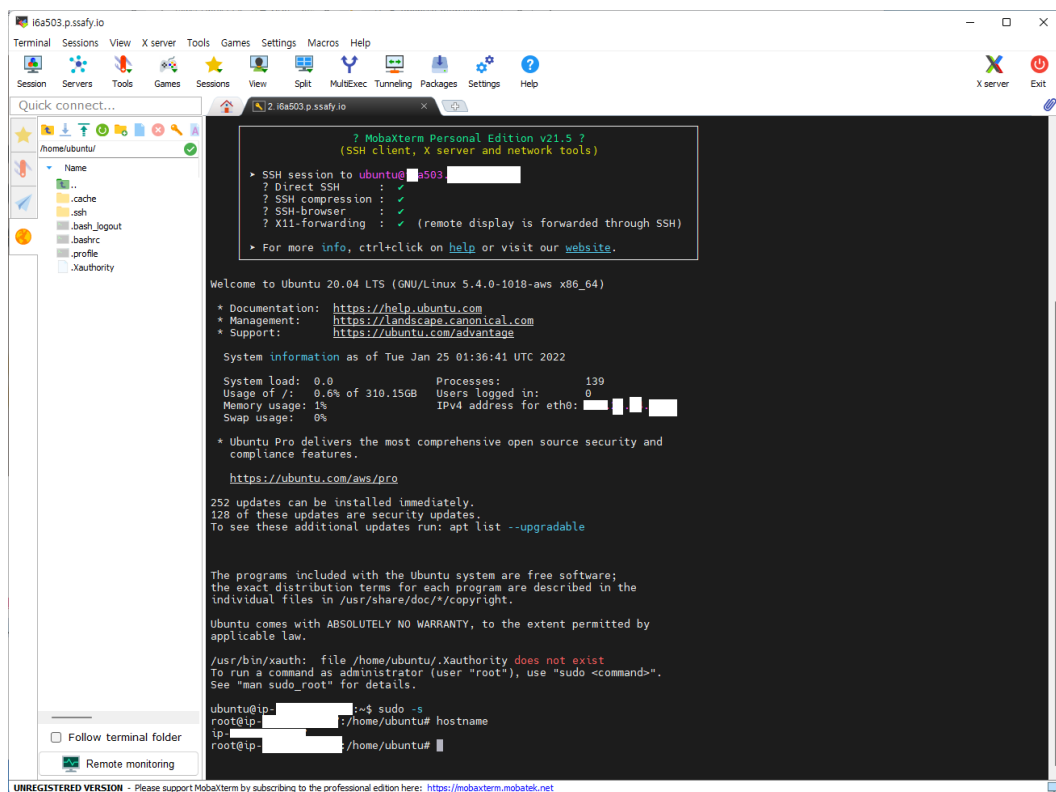 i6a503.p.ssafy.io
Terminal Sessions View X server Tools Games Settings Macros Help
Session Servers Tools Games Sessions View Split MultiExec Tunneling Packages Settings Help X server Exit
Quick connect...
2. i6a503.p.ssafy.io
/home/ubuntu/
Name
..
.cache
.ssh
.bash_logout
.bashrc
.profile
.Xauthority
Follow terminal folder
Remote monitoring
? MobaXterm Personal Edition v21.5 ?
(SSH client, X server and network tools)
➤ SSH session to ubuntu@ a503.
? Direct SSH : ✔
? SSH compression : ✔
? SSH-browser : ✔
? X11-forwarding : ✔ (remote display is forwarded through SSH)
➤ For more info, ctrl+click on help or visit our website.
Welcome to Ubuntu 20.04 LTS (GNU/Linux 5.4.0-1018-aws x86_64)
* Documentation: https://help.ubuntu.com
* Management: https://landscape.canonical.com
* Support: https://ubuntu.com/advantage
System information as of Tue Jan 25 01:36:41 UTC 2022
System load: 0.0 Processes: 139
Usage of /: 0.6% of 310.15GB Users logged in: 0
Memory usage: 1% IPv4 address for eth0: . . .
Swap usage: 0%
* Ubuntu Pro delivers the most comprehensive open source security and
compliance features.
https://ubuntu.com/aws/pro
252 updates can be installed immediately.
128 of these updates are security updates.
To see these additional updates run: apt list --upgradable
The programs included with the Ubuntu system are free software;
the exact distribution terms for each program are described in the
individual files in /usr/share/doc/*/copyright.
Ubuntu comes with ABSOLUTELY NO WARRANTY, to the extent permitted by
applicable law.
/usr/bin/xauth: file /home/ubuntu/.Xauthority does not exist
To run a command as administrator (user "root"), use "sudo <command>".
See "man sudo_root" for details.
ubuntu@ip- :~$ sudo -s
root@ip- :/home/ubuntu# hostname
ip-
root@ip- :/home/ubuntu#
UNREGISTERED VERSION - Please support MobaXterm by subscribing to the professional edition here: https://mobaxterm.mobatek.net